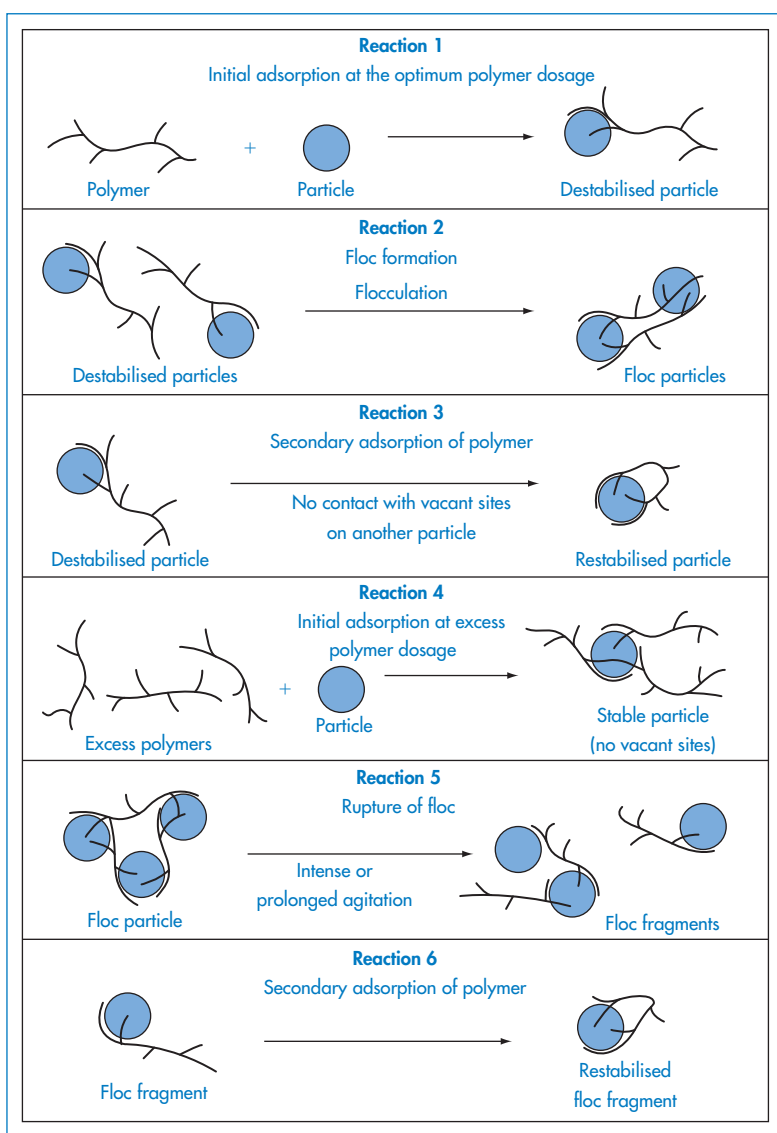 Reaction 1
Initial adsorption at the optimum polymer dosage
+
Polymer
Particle
Destabilised particle
Reaction 2
Floc formation
Flocculation
Destabilised particles
Floc particles
Reaction 3
Secondary adsorption of polymer
No contact with vacant sites
on another particle
Destabilised particle
Restabilised particle
Reaction 4
Initial adsorption at excess
polymer dosage
+
Excess polymers
Particle
Stable particle
(no vacant sites)
Reaction 5
Rupture of floc
Intense or
prolonged agitation
Floc particle
Floc fragments
Reaction 6
Secondary adsorption of polymer
Floc fragment
Restabilised
floc fragment